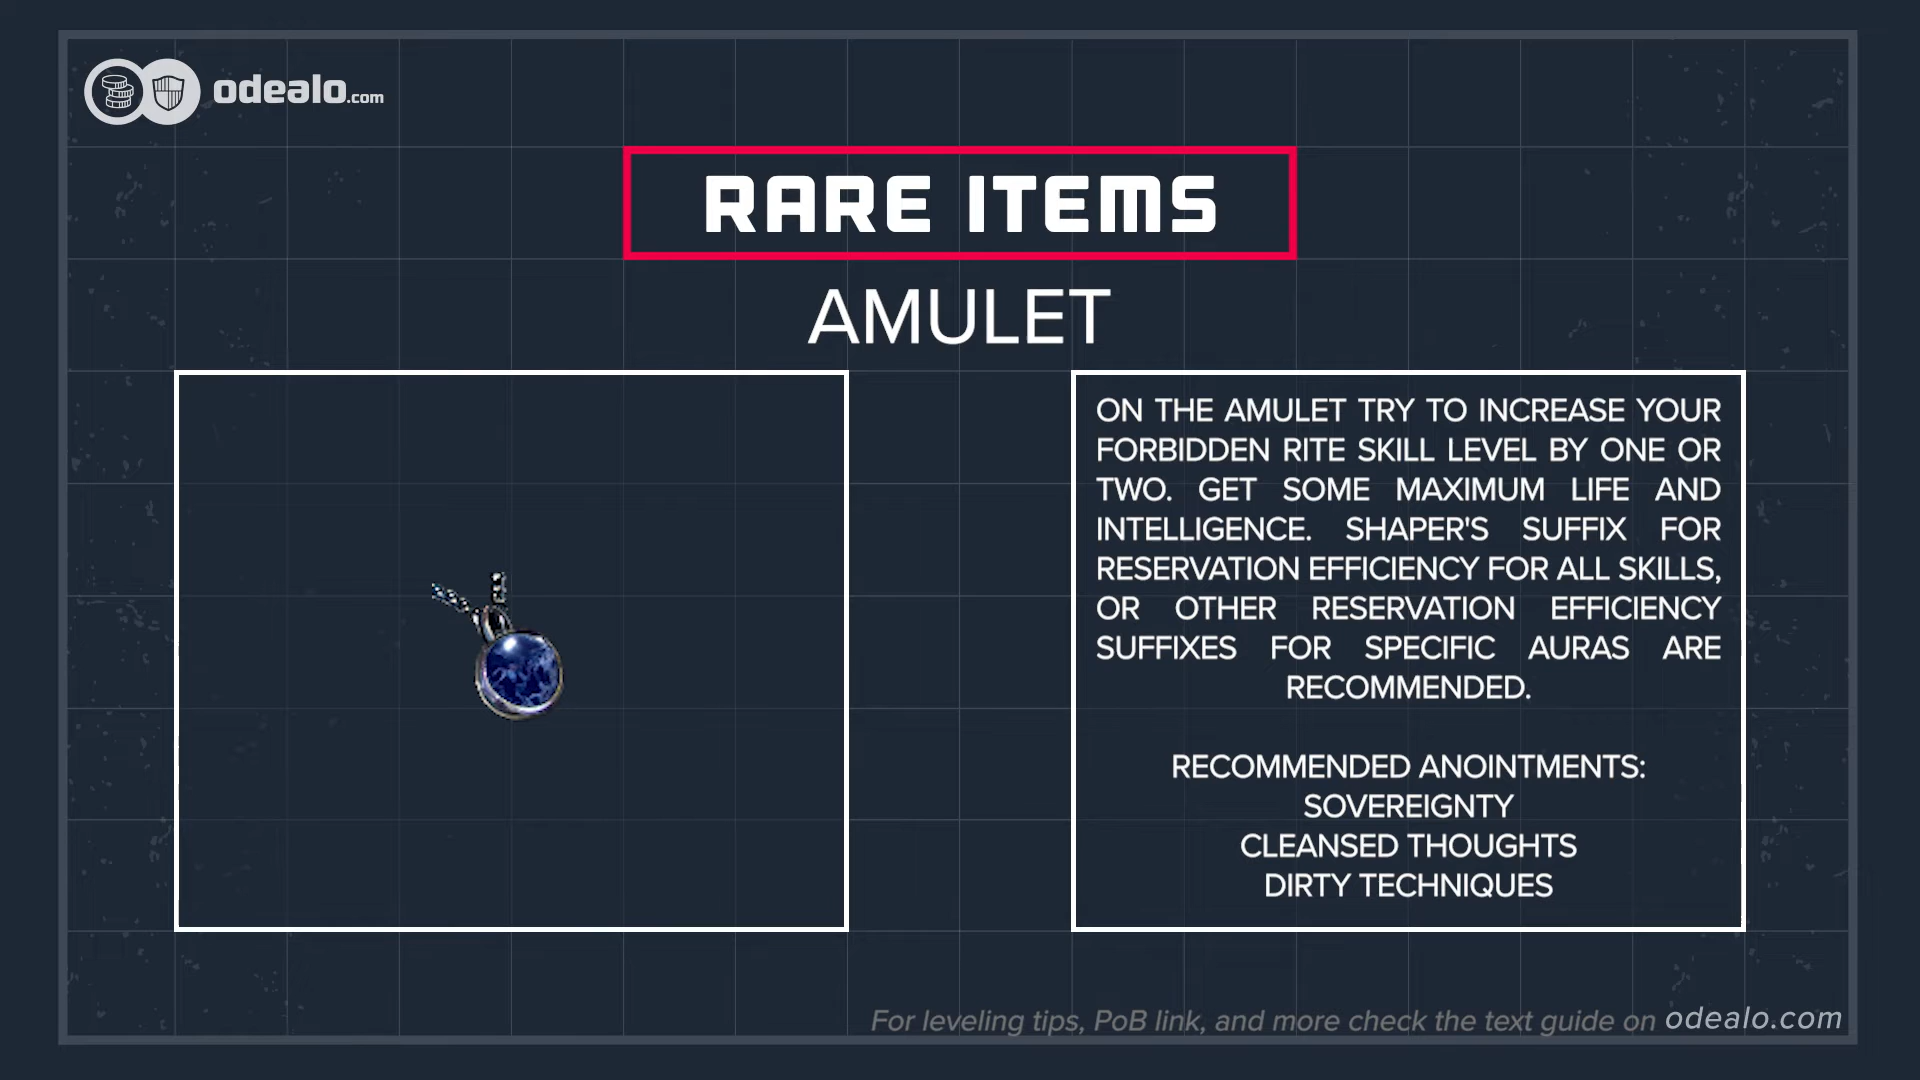 odealo.com
RARE ITEMS
AMULET
ON THE AMULET TRY TO INCREASE YOUR
FORBIDDEN RITE SKILL LEVEL BY ONE OR
TWO. GET SOME MAXIMUM LIFE AND
INTELLIGENCE. SHAPER'S SUFFIX FOR
RESERVATION EFFICIENCY FOR ALL SKILLS,
OR OTHER RESERVATION EFFICIENCY
SUFFIXES FOR SPECIFIC AURAS ARE
RECOMMENDED.
RECOMMENDED ANOINTMENTS:
SOVEREIGNTY
CLEANSED THOUGHTS
DIRTY TECHNIQUES
For leveling tips, PoB link, and more check the text guide on odealo.com